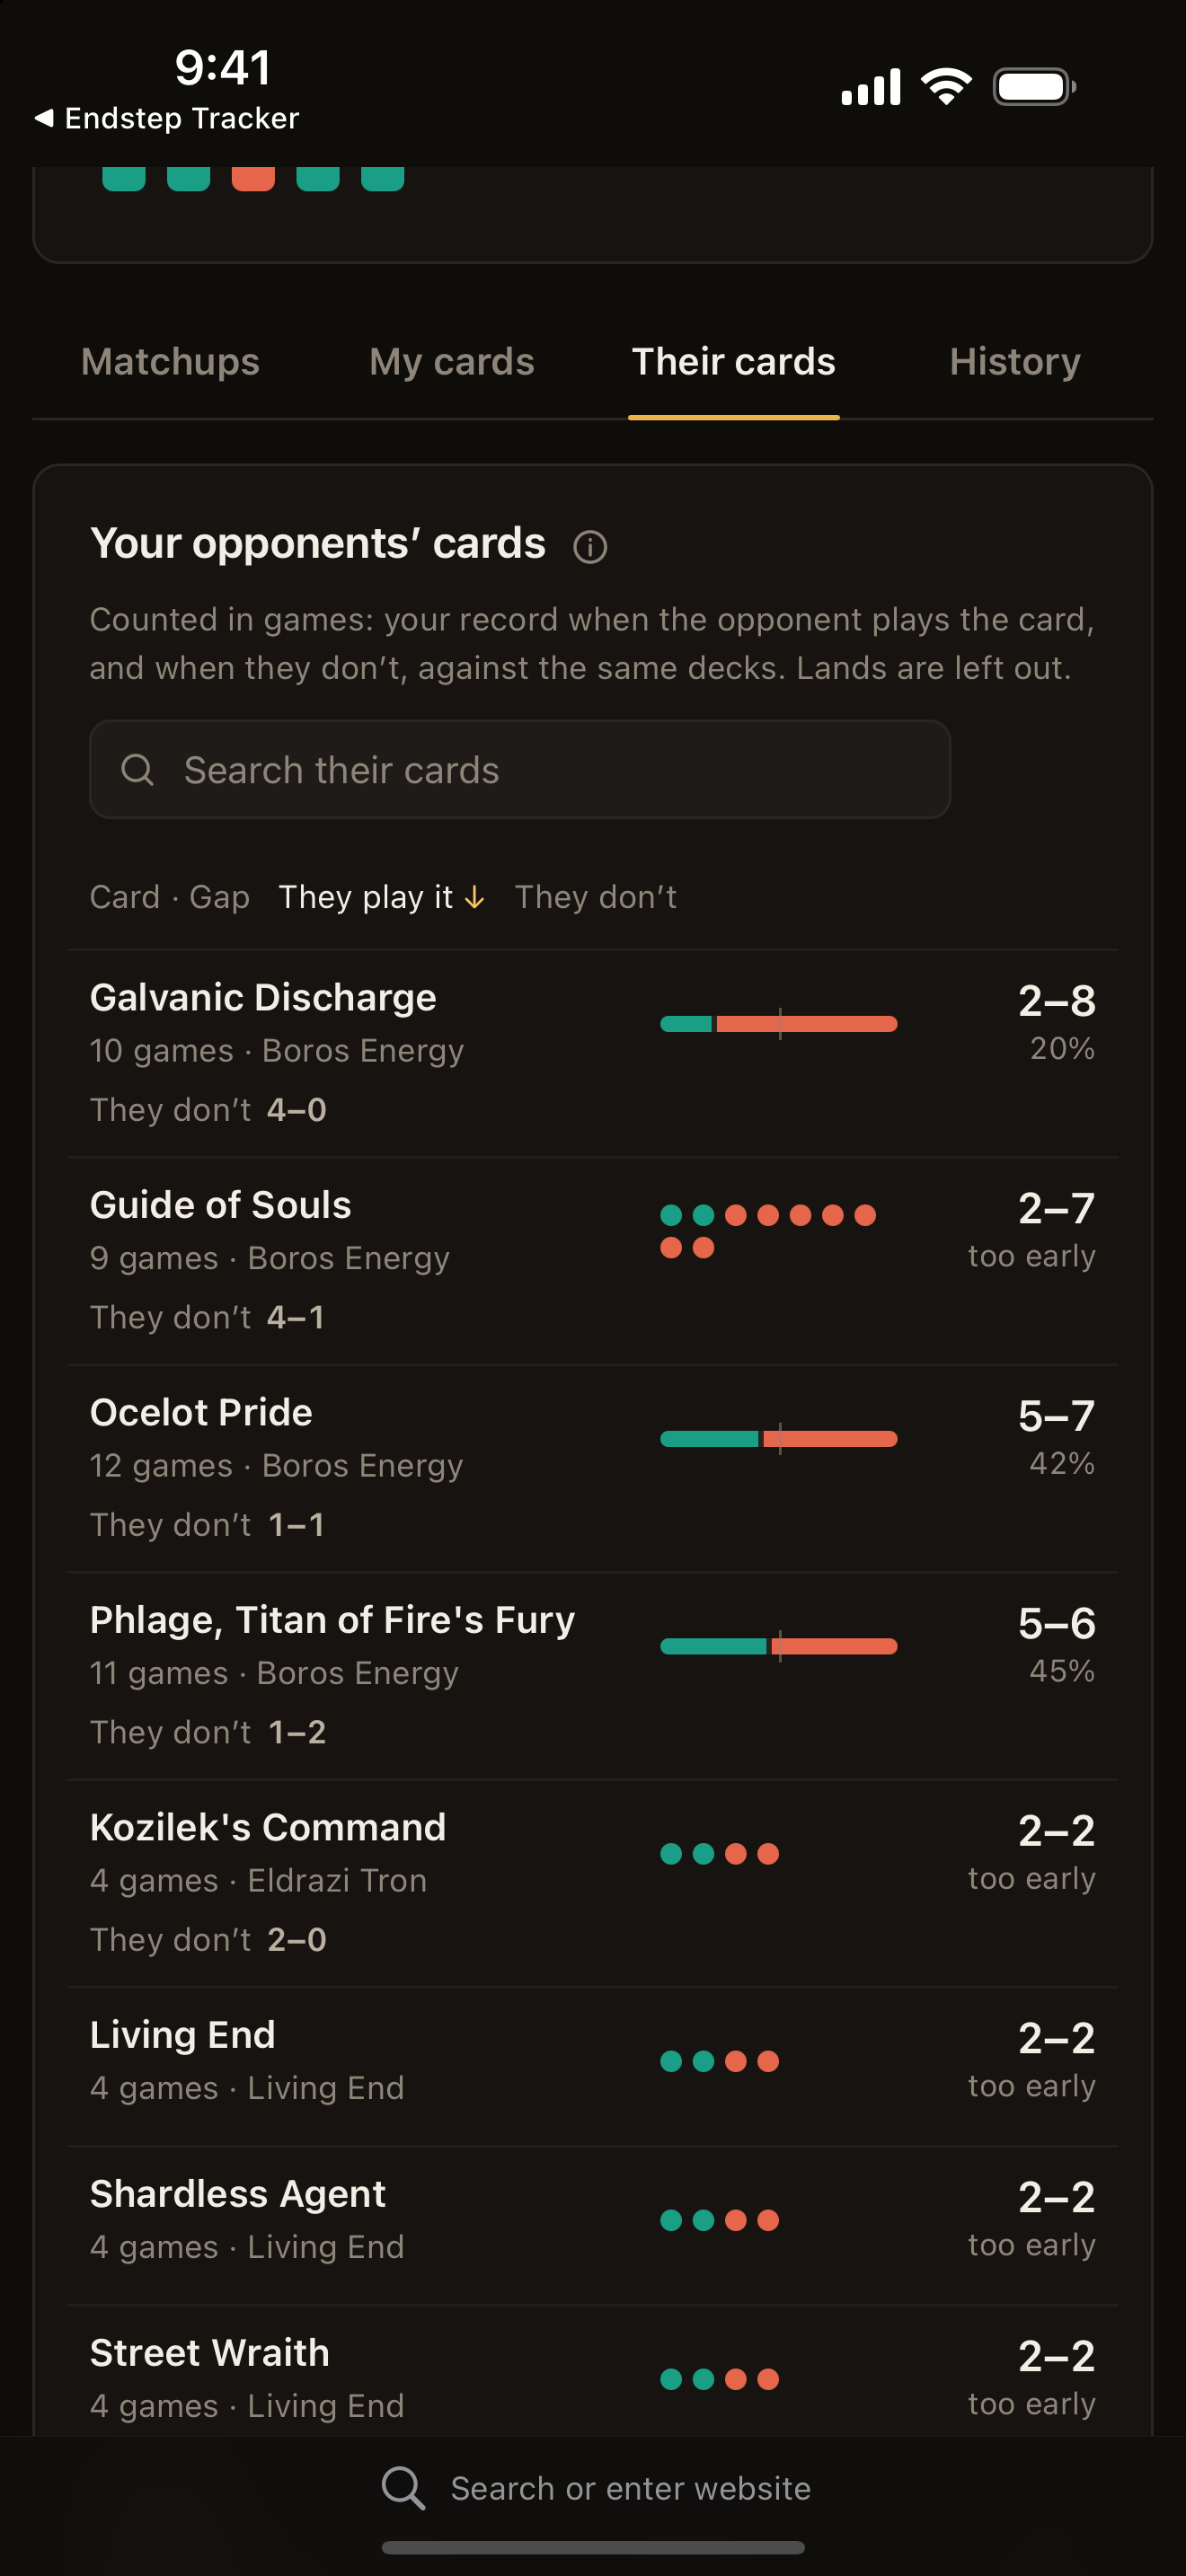 9:41
◀ Endstep Tracker
Matchups My cards Their cards History
Your opponents’ cards
Counted in games: your record when the opponent plays the card,
and when they don’t, against the same decks. Lands are left out.
Search their cards
Card · Gap They play it ↓ They don’t
Galvanic Discharge 2–8
10 games · Boros Energy 20%
They don’t 4–0
Guide of Souls 2–7
9 games · Boros Energy too early
They don’t 4–1
Ocelot Pride 5–7
12 games · Boros Energy 42%
They don’t 1–1
Phlage, Titan of Fire's Fury 5–6
11 games · Boros Energy 45%
They don’t 1–2
Kozilek's Command 2–2
4 games · Eldrazi Tron too early
They don’t 2–0
Living End 2–2
4 games · Living End too early
Shardless Agent 2–2
4 games · Living End too early
Street Wraith 2–2
4 games · Living End too early
Search or enter website